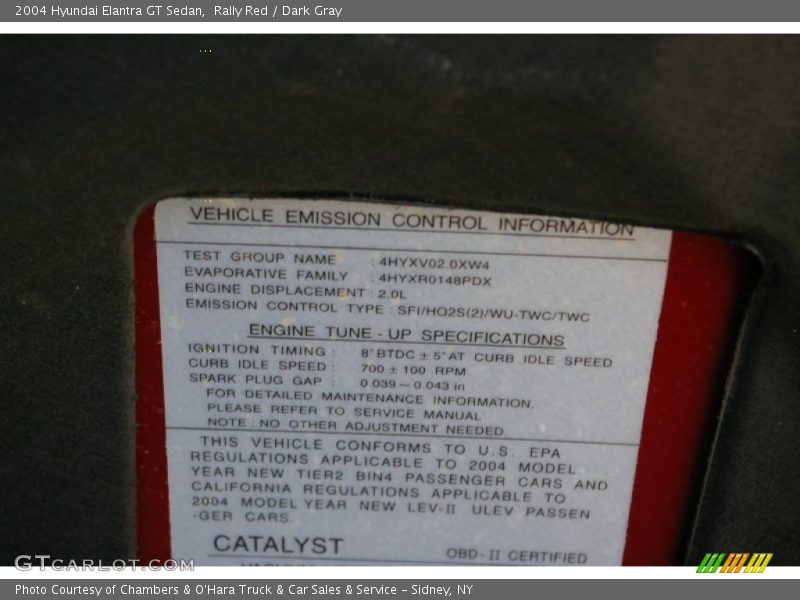 2004 Hyundai Elantra GT Sedan,  Rally Red / Dark Gray
VEHICLE EMISSION CONTROL INFORMATION
TEST GROUP NAME : 4HYXV02.0XW4
EVAPORATIVE FAMILY : 4HYXR0148PDX
ENGINE DISPLACEMENT : 2.0L
EMISSION CONTROL TYPE : SFI/HO2S(2)/WU-TWC/TWC
ENGINE TUNE - UP SPECIFICATIONS
IGNITION TIMING : 8°BTDC ± 5°AT CURB IDLE SPEED
CURB IDLE SPEED : 700 ± 100 RPM
SPARK PLUG GAP : 0.039 ~ 0.043 in
FOR DETAILED MAINTENANCE INFORMATION.
PLEASE REFER TO SERVICE MANUAL
NOTE : NO OTHER ADJUSTMENT NEEDED
THIS VEHICLE CONFORMS TO U.S. EPA
REGULATIONS APPLICABLE TO 2004 MODEL
YEAR NEW TIER2 BIN4 PASSENGER CARS AND
CALIFORNIA REGULATIONS APPLICABLE TO
2004 MODEL YEAR NEW LEV-II ULEV PASSEN
-GER CARS.
CATALYST OBD-II CERTIFIED
GTcarlot.com
Photo Courtesy of Chambers & O'Hara Truck & Car Sales & Service – Sidney, NY